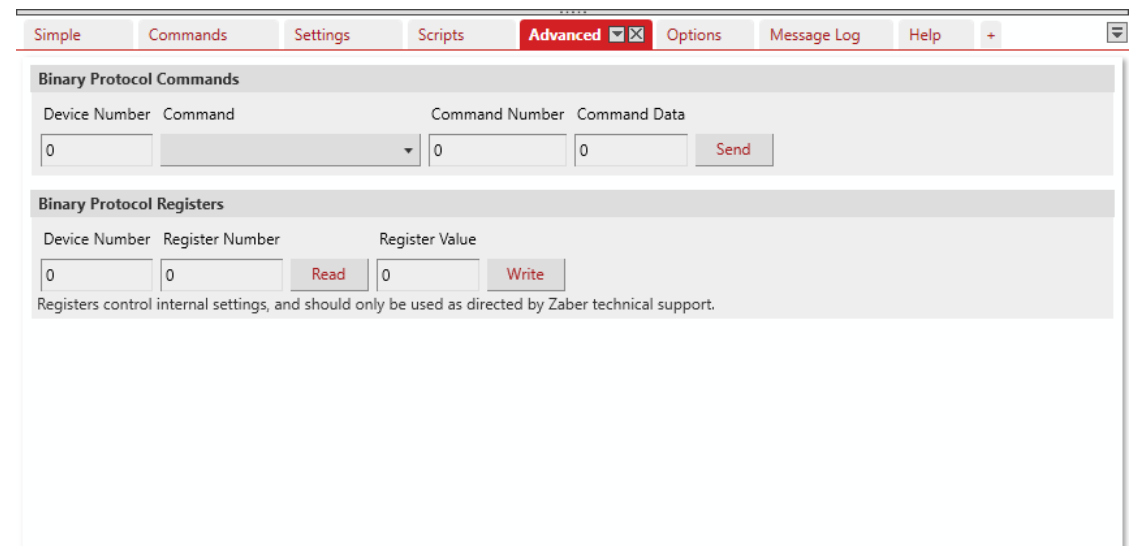 Simple Commands Settings Scripts Advanced Options Message Log Help +
Binary Protocol Commands
Device Number Command Command Number Command Data
0 0 0 Send
Binary Protocol Registers
Device Number Register Number Register Value
0 0 Read 0 Write
Registers control internal settings, and should only be used as directed by Zaber technical support.